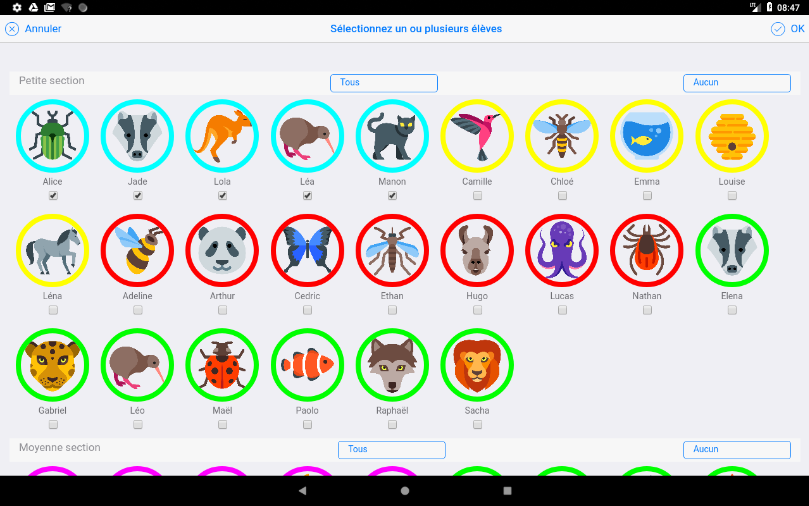 LTE 08:47
Annuler Sélectionnez un ou plusieurs élèves OK
Petite section Tous Aucun
Alice Jade Lola Léa Manon Camille Chloé Emma Louise
Léna Adeline Arthur Cedric Ethan Hugo Lucas Nathan Elena
Gabriel Léo Maël Paolo Raphaël Sacha
Moyenne section Tous Aucun